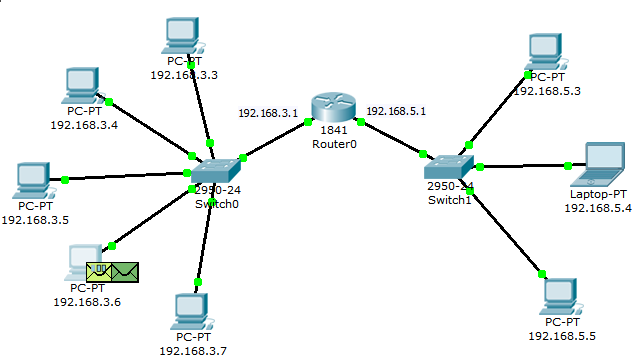 PC-PT
192.168.3.3
PC-PT
192.168.3.4
PC-PT
192.168.3.5
PC-PT
192.168.3.6
PC-PT
192.168.3.7
2950-24
Switch0
192.168.3.1
1841
Router0
192.168.5.1
2950-24
Switch1
PC-PT
192.168.5.3
Laptop-PT
192.168.5.4
PC-PT
192.168.5.5